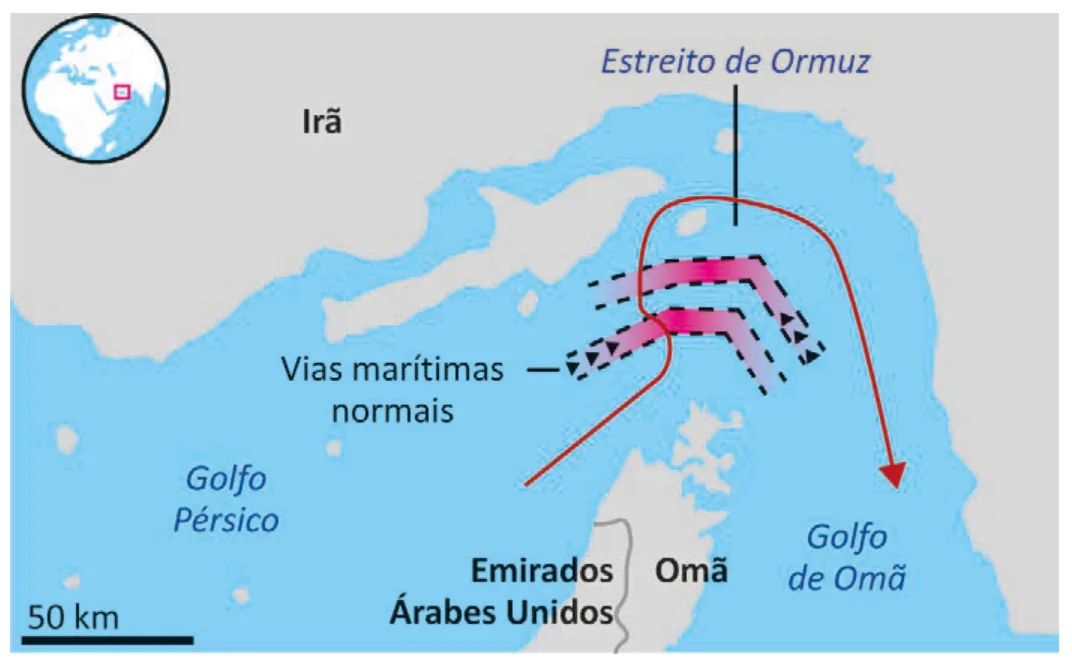 Estreito de Ormuz
Irã
Vias marítimas
normais
Golfo
Pérsico
Golfo
de Omã
Emirados
Árabes Unidos
Omã
50 km